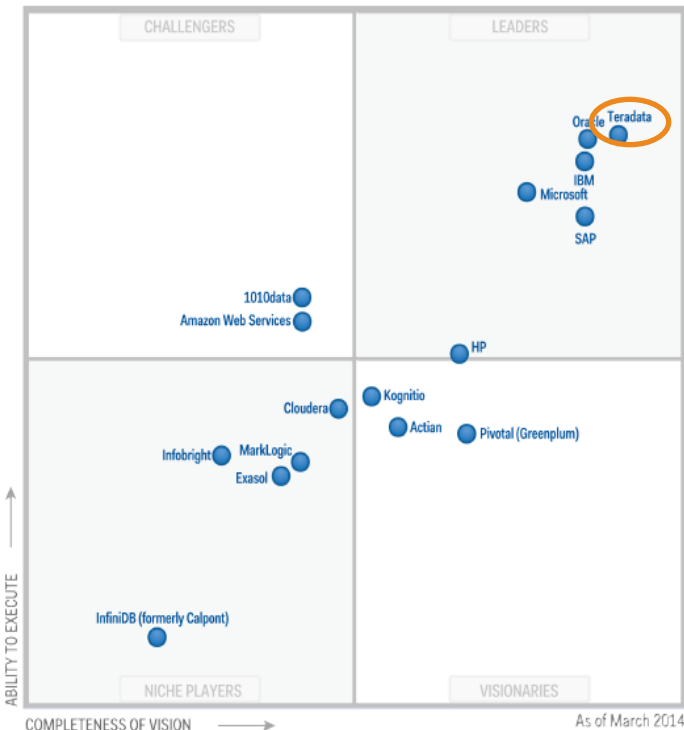 CHALLENGERS
LEADERS
Teradata
Oracle
IBM
Microsoft
SAP
1010data
Amazon Web Services
HP
Kognitio
Cloudera
Actian
Pivotal (Greenplum)
Infobright
MarkLogic
Exasol
InfiniDB (formerly Calpont)
NICHE PLAYERS
VISIONARIES
ABILITY TO EXECUTE
COMPLETENESS OF VISION
As of March 2014